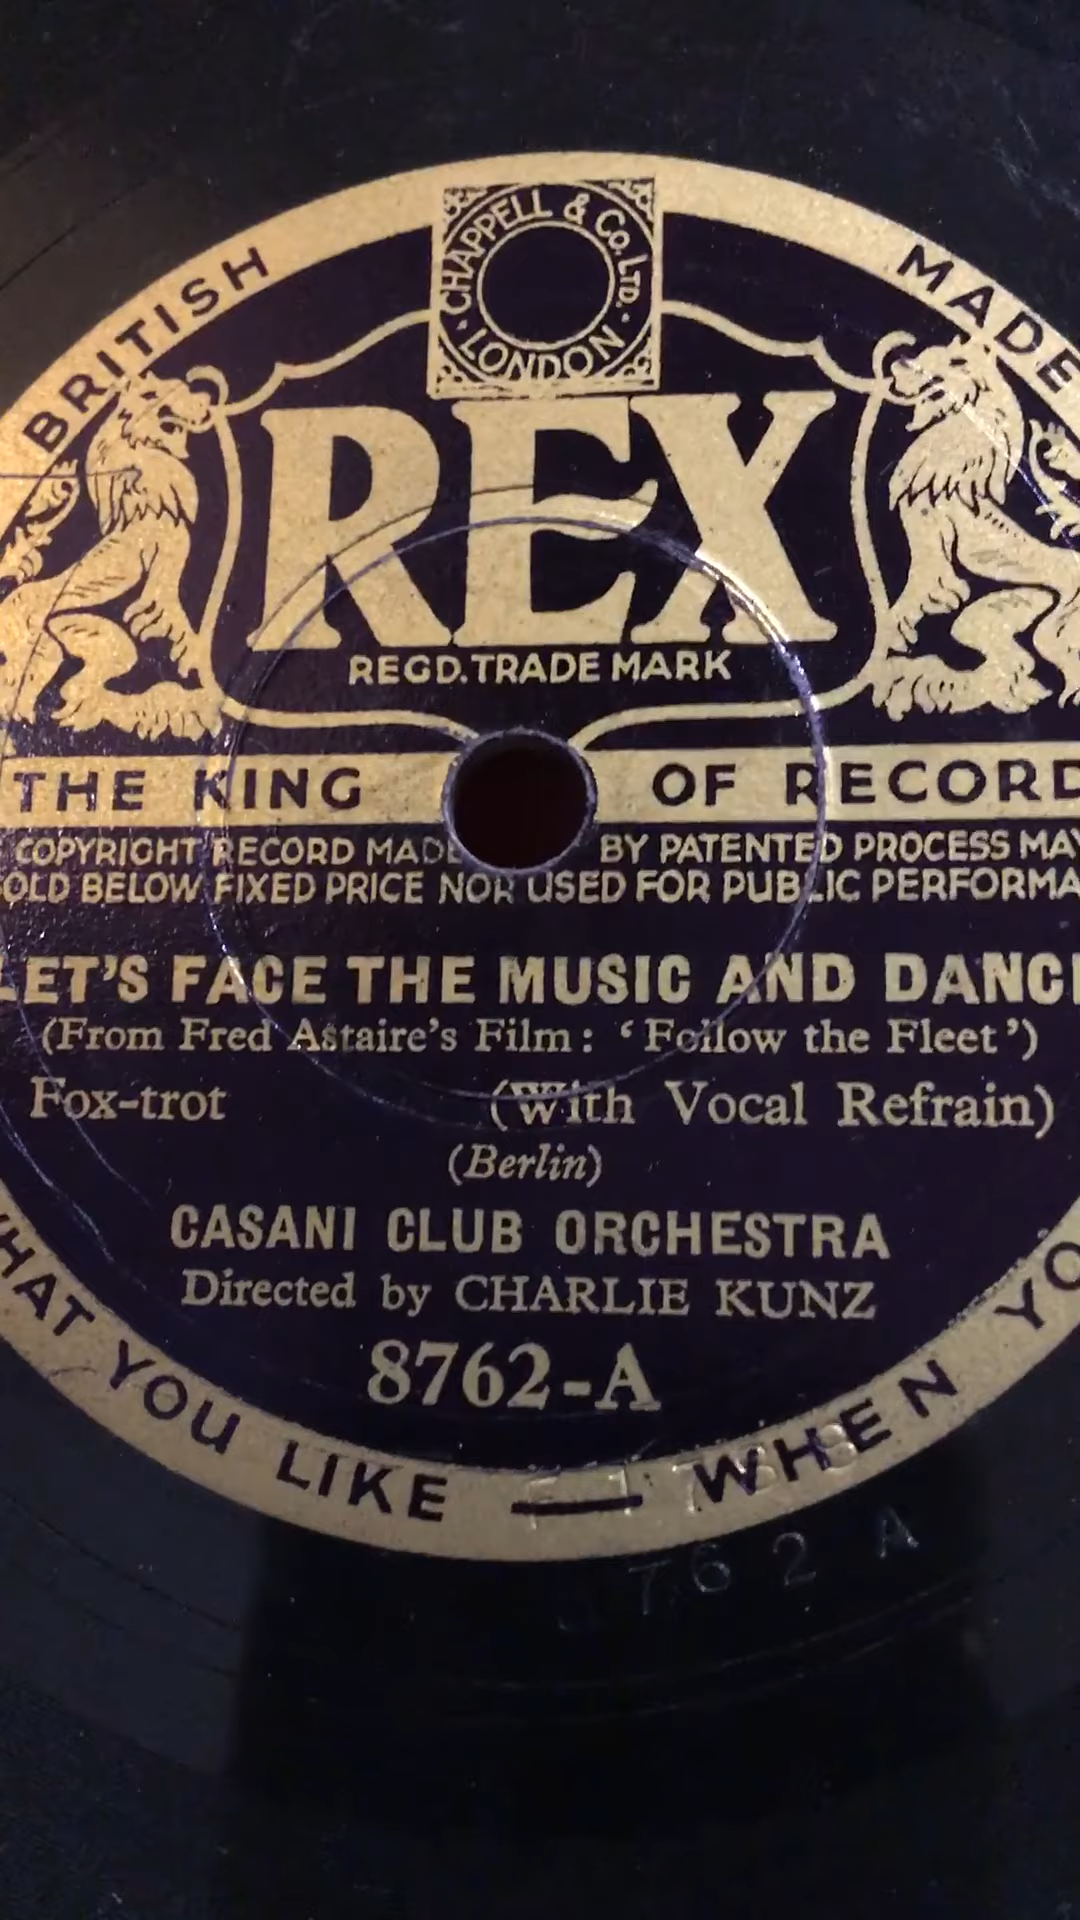 BRITISH MADE
CHAPPELL & Co. LTD.
LONDON
REX
REGD. TRADE MARK
THE KING OF RECORD
COPYRIGHT RECORD MADE BY PATENTED PROCESS MAY
OLD BELOW FIXED PRICE NOR USED FOR PUBLIC PERFORMA
LET'S FACE THE MUSIC AND DANC
(From Fred Astaire's Film: ‘Follow the Fleet’)
Fox-trot (With Vocal Refrain)
(Berlin)
CASANI CLUB ORCHESTRA
Directed by CHARLIE KUNZ
8762-A
HAT YOU LIKE — WHEN YO
762 A